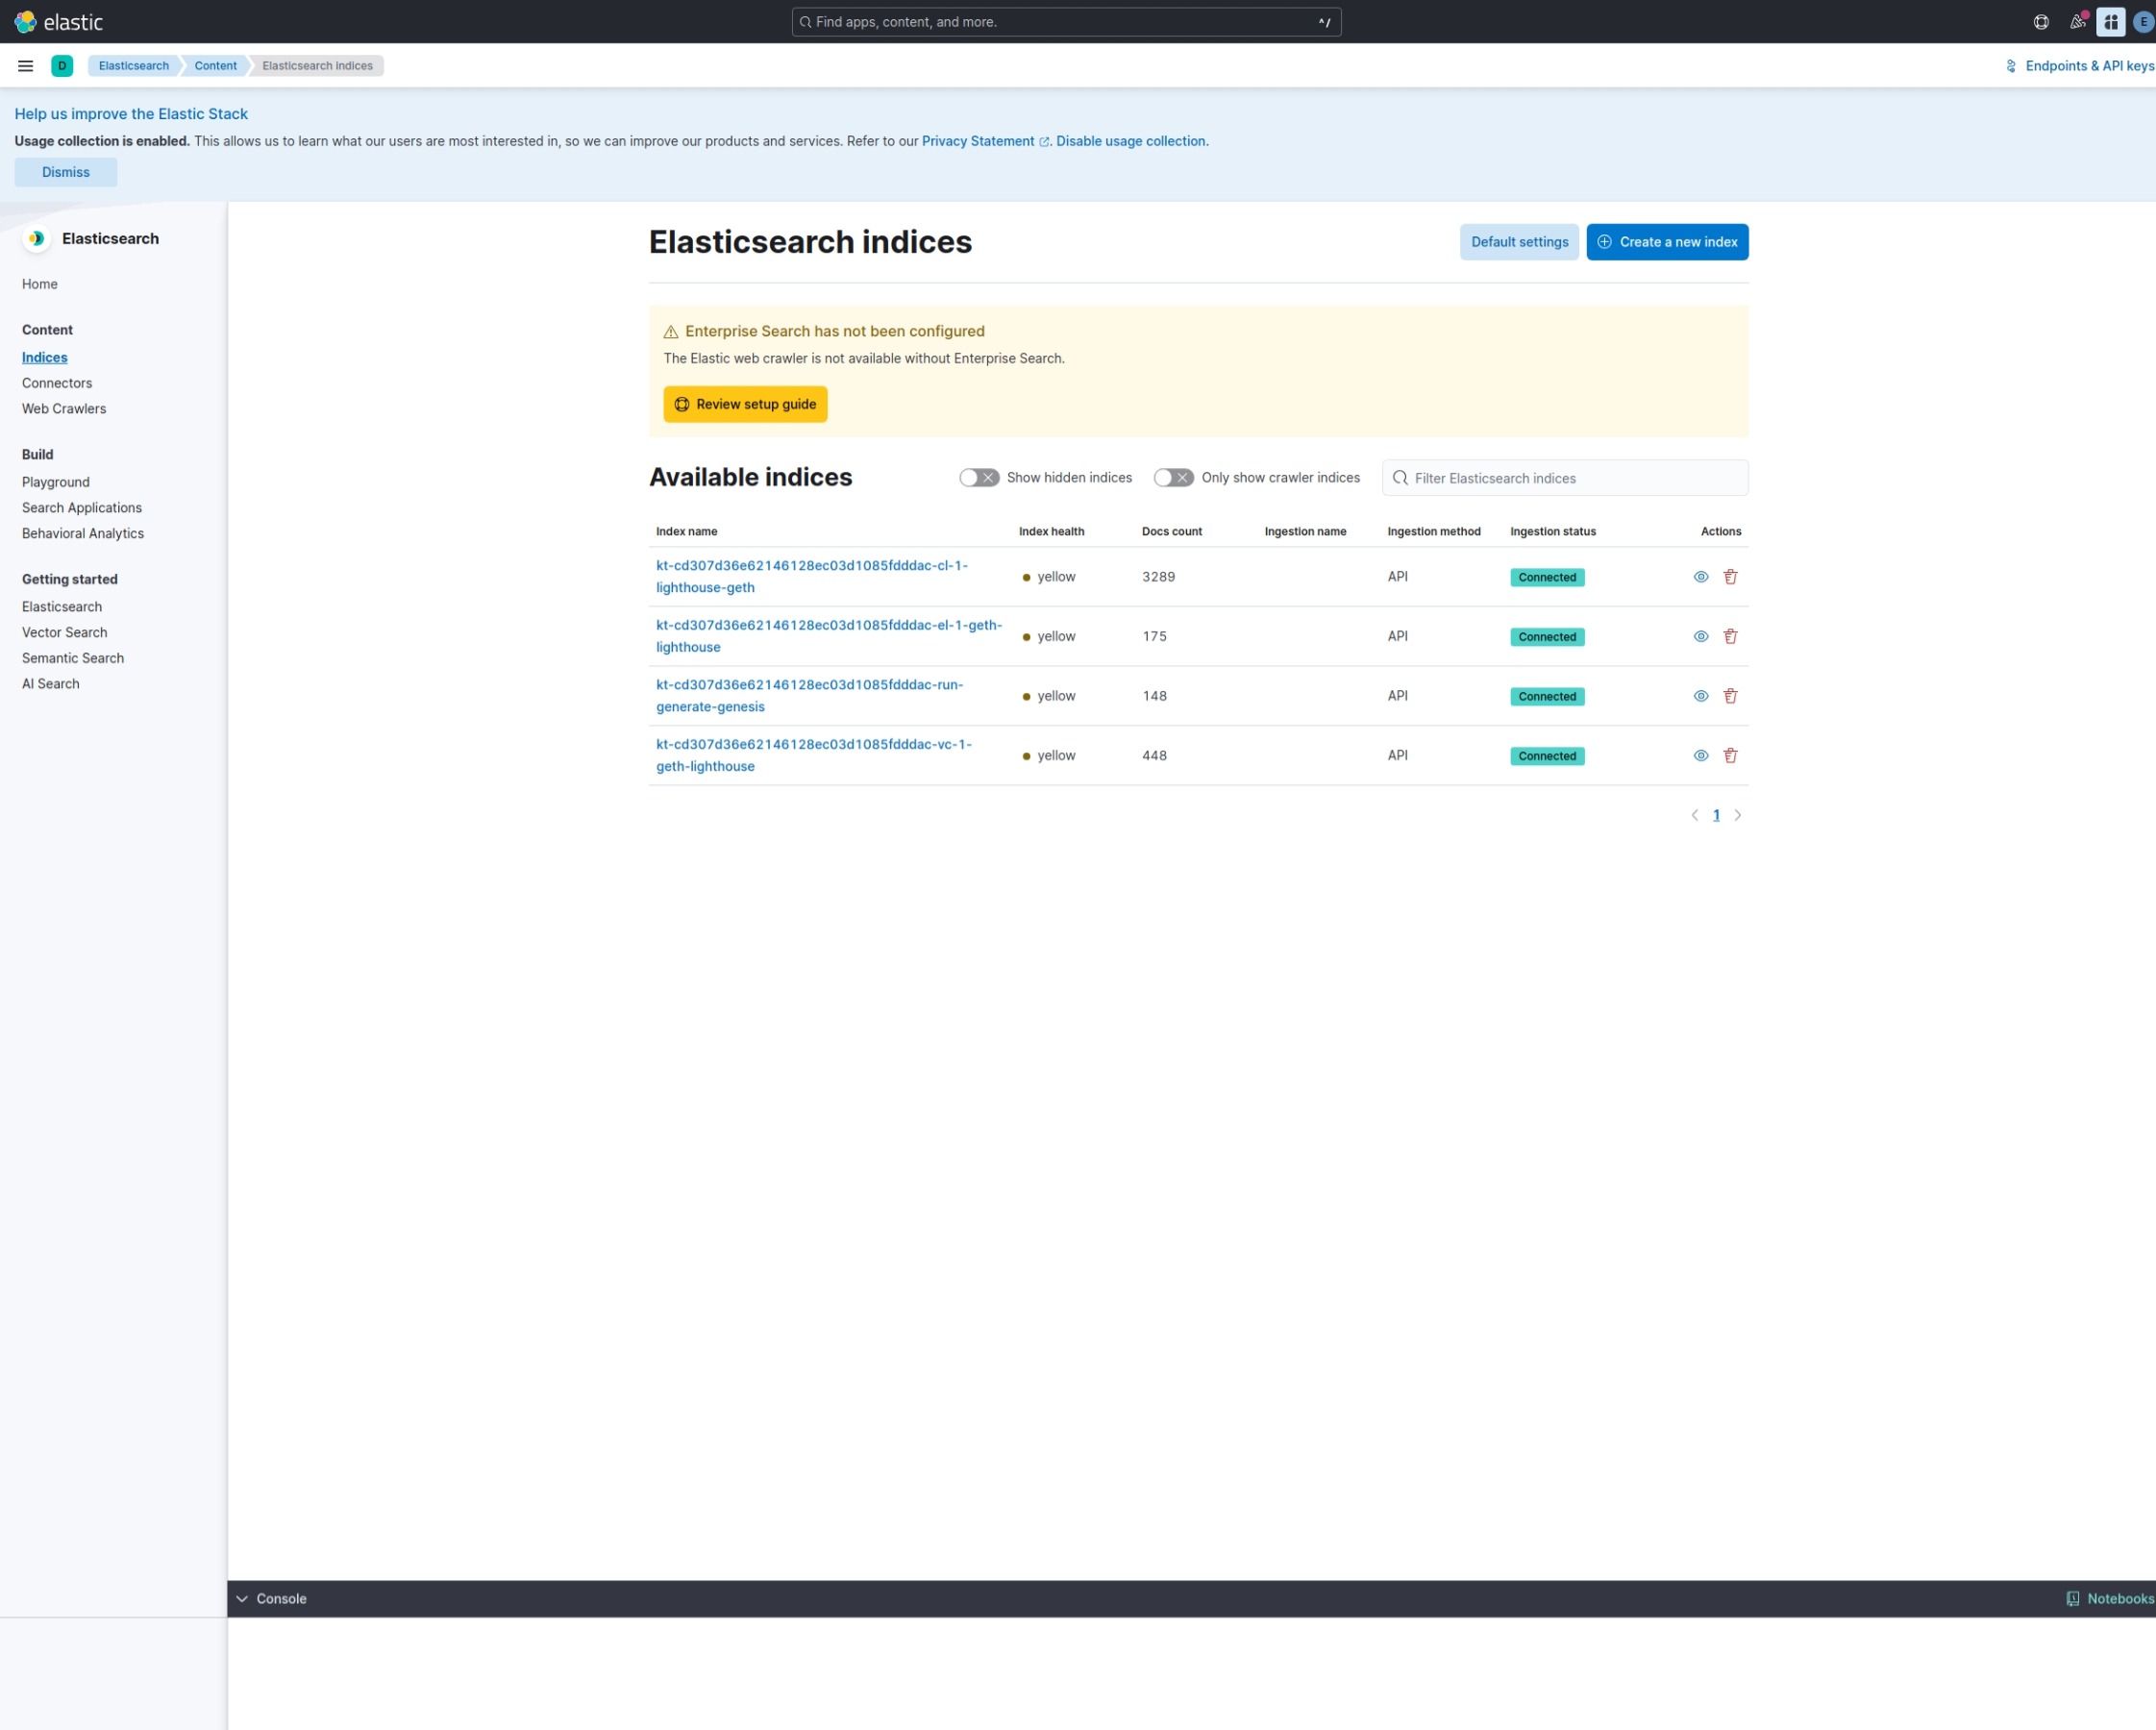 elastic
Find apps, content, and more.
^/
E
D
Elasticsearch
Content
Elasticsearch indices
Endpoints & API keys
Help us improve the Elastic Stack
Usage collection is enabled. This allows us to learn what our users are most interested in, so we can improve our products and services. Refer to our Privacy Statement. Disable usage collection.
Dismiss
Elasticsearch
Home
Content
Indices
Connectors
Web Crawlers
Build
Playground
Search Applications
Behavioral Analytics
Getting started
Elasticsearch
Vector Search
Semantic Search
AI Search
Elasticsearch indices
Default settings
Create a new index
Enterprise Search has not been configured
The Elastic web crawler is not available without Enterprise Search.
Review setup guide
Available indices
Show hidden indices
Only show crawler indices
Filter Elasticsearch indices
Index name Index health Docs count Ingestion name Ingestion method Ingestion status Actions
kt-cd307d36e62146128ec03d1085fdddac-cl-1-
lighthouse-geth
yellow 3289 API Connected
kt-cd307d36e62146128ec03d1085fdddac-el-1-geth-
lighthouse
yellow 175 API Connected
kt-cd307d36e62146128ec03d1085fdddac-run-
generate-genesis
yellow 148 API Connected
kt-cd307d36e62146128ec03d1085fdddac-vc-1-
geth-lighthouse
yellow 448 API Connected
1
Console
Notebooks